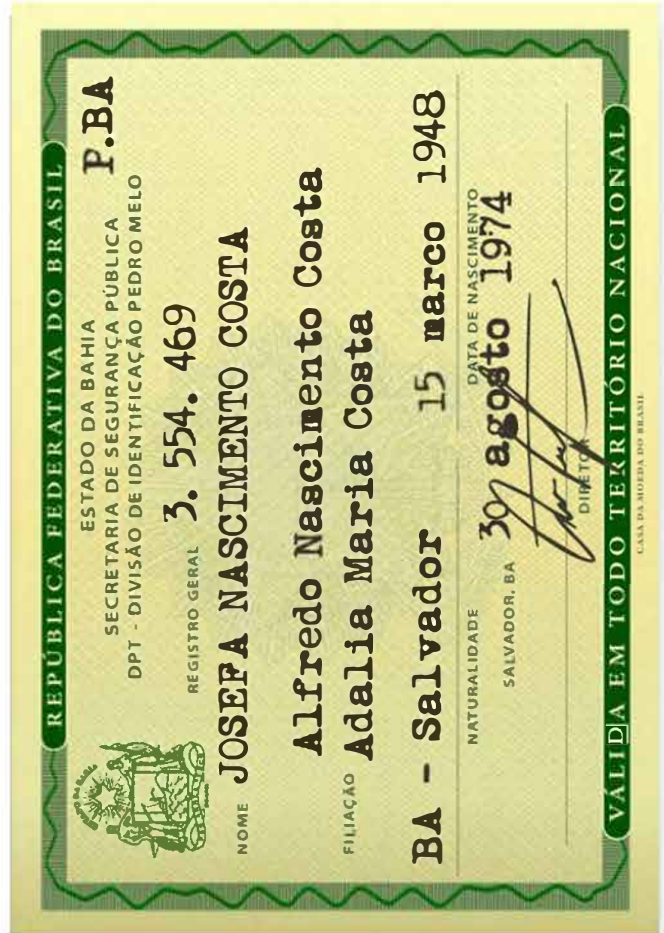 REPÚBLICA FEDERATIVA DO BRASIL
ESTADO DA BAHIA
SECRETARIA DE SEGURANÇA PÚBLICA P.BA
DPT - DIVISÃO DE IDENTIFICAÇÃO PEDRO MELO
REGISTRO GERAL 3. 554. 469
NOME JOSEFA NASCIMENTO COSTA
Alfredo Nascimento Costa
FILIAÇÃO Adalia Maria Costa
BA - Salvador 15 marco 1948
NATURALIDADE DATA DE NASCIMENTO
SALVADOR, BA 30 agosto 1974
DIRETOR
VÁLIDA EM TODO TERRITÓRIO NACIONAL
CASA DA MOEDA DO BRASIL